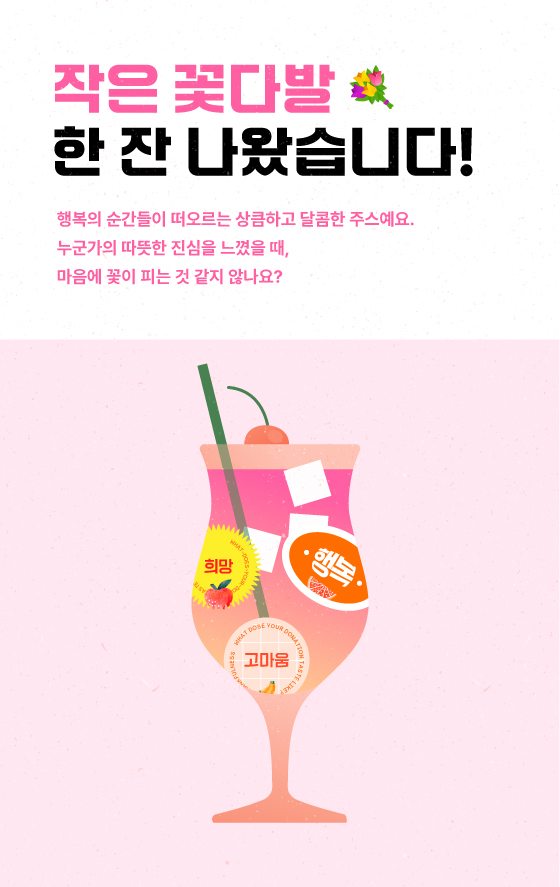 작은 꽃다발
한 잔 나왔습니다!
행복의 순간들이 떠오르는 상큼하고 달콤한 주스예요.
누군가의 따뜻한 진심을 느꼈을 때,
마음에 꽃이 피는 것 같지 않나요?
행복
WHAT DOES YOUR
희망
WHAT DOSE YOUR DONATION TASTE LIKE?
고마움